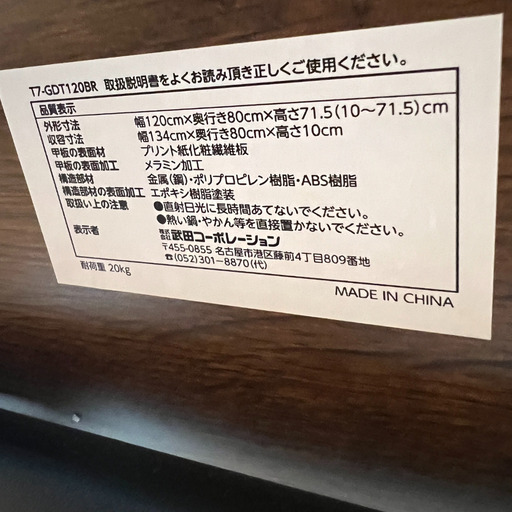 T7-GDT120BR 取扱説明書をよくお読み頂き正しくご使用ください。
品質表示
外形寸法 幅120cm×奥行き80cm×高さ71.5(10～71.5)cm
収容寸法 幅134cm×奥行き80cm×高さ10cm
甲板の表面材 プリント紙化粧繊維板
甲板の表面加工 メラミン加工
構造部材 金属(鋼)・ポリプロピレン樹脂・ABS樹脂
構造部材の表面加工 エポキシ樹脂塗装
取扱い上の注意 ●直射日光に長時間あてないでください。
●熱い鍋・やかん等を直接置かないでください。
表示者 株式会社 武田コーポレーション
〒455-0855 名古屋市港区藤前4丁目809番地
☎(052)301-8870(代)
耐荷重 20kg
MADE IN CHINA